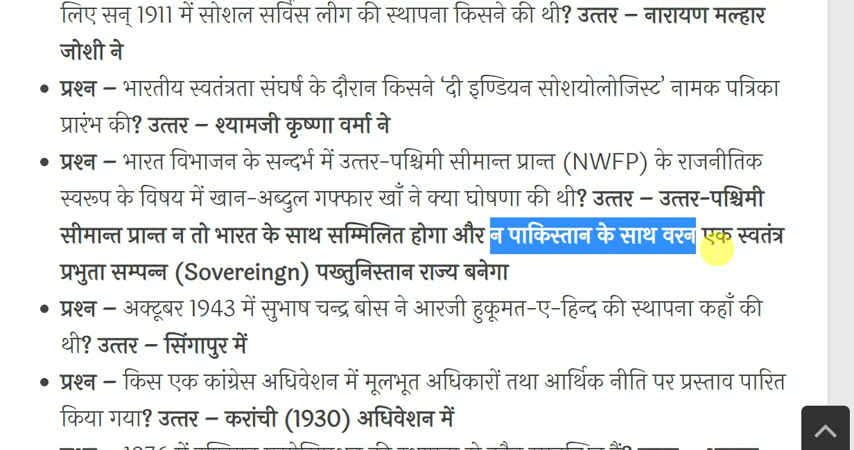 लिए सन् 1911 में सोशल सर्विस लीग की स्थापना किसने की थी? उत्तर – नारायण मल्हार
जोशी ने
प्रश्न – भारतीय स्वतंत्रता संघर्ष के दौरान किसने ‘दी इण्डियन सोशयोलोजिस्ट’ नामक पत्रिका
प्रारंभ की? उत्तर – श्यामजी कृष्णा वर्मा ने
प्रश्न – भारत विभाजन के सन्दर्भ में उत्तर-पश्चिमी सीमान्त प्रान्त (NWFP) के राजनीतिक
स्वरूप के विषय में खान-अब्दुल गफ्फार खाँ ने क्या घोषणा की थी? उत्तर – उत्तर-पश्चिमी
सीमान्त प्रान्त न तो भारत के साथ सम्मिलित होगा और न पाकिस्तान के साथ वरन एक स्वतंत्र
प्रभुता सम्पन्न (Sovereingn) पख्तुनिस्तान राज्य बनेगा
प्रश्न – अक्टूबर 1943 में सुभाष चन्द्र बोस ने आरजी हुकूमत-ए-हिन्द की स्थापना कहाँ की
थी? उत्तर – सिंगापुर में
प्रश्न – किस एक कांग्रेस अधिवेशन में मूलभूत अधिकारों तथा आर्थिक नीति पर प्रस्ताव पारित
किया गया? उत्तर – करांची (1930) अधिवेशन में